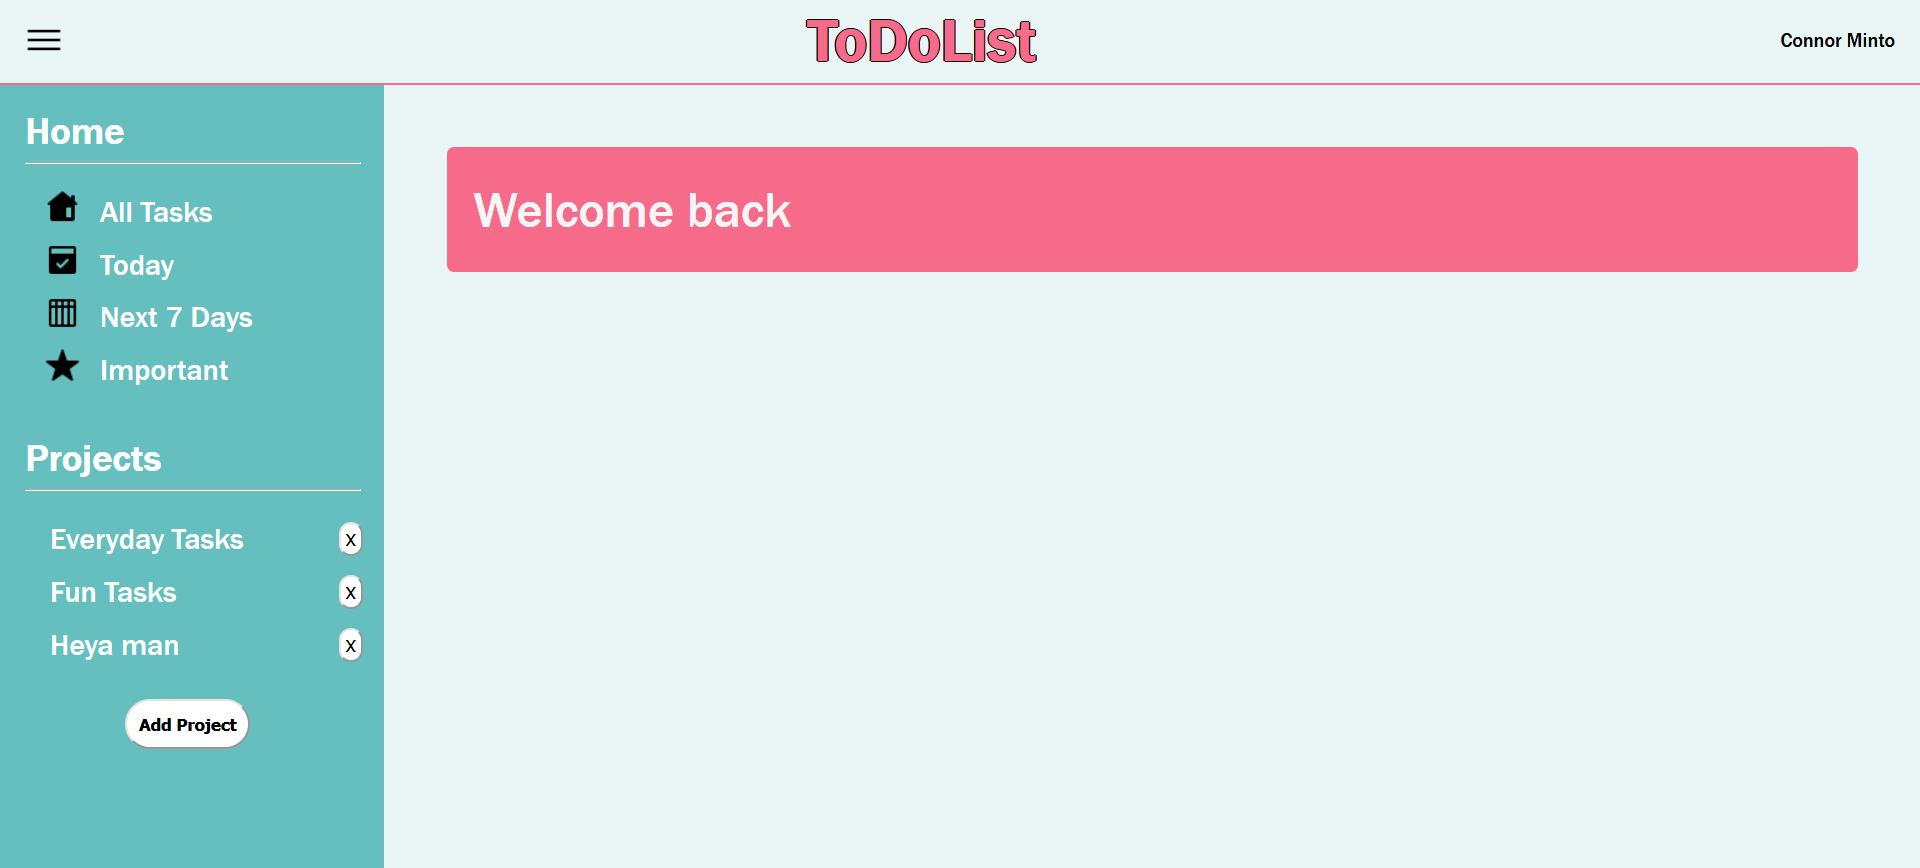 ToDoList
Connor Minto
Home
All Tasks
Today
Next 7 Days
Important
Projects
Everyday Tasks
x
Fun Tasks
x
Heya man
x
Add Project
Welcome back